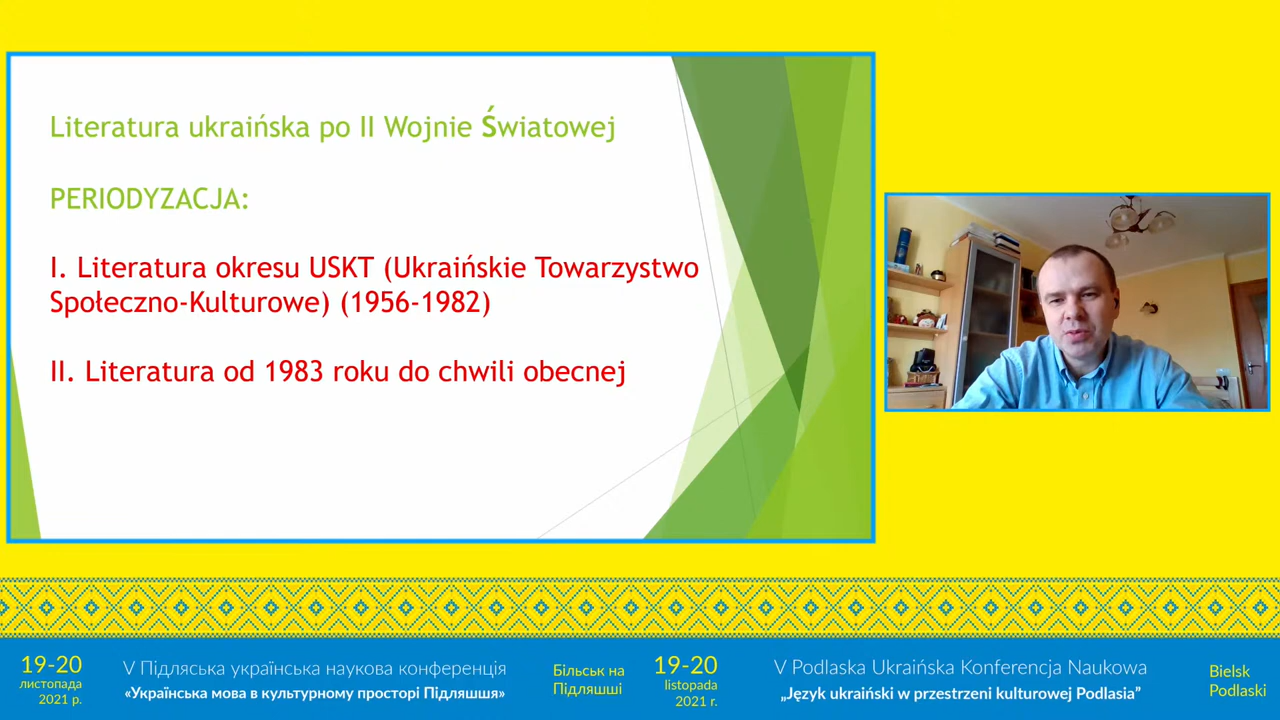 Literatura ukraińska po II Wojnie Światowej
PERIODYZACJA:
I. Literatura okresu USKT (Ukraińskie Towarzystwo
Społeczno-Kulturowe) (1956-1982)
II. Literatura od 1983 roku do chwili obecnej
19-20
листопада
2021 р.
V Підляська українська наукова конференція
«Українська мова в культурному просторі Підляшшя»
Більськ на
Підляшші
19-20
listopada
2021 r.
V Podlaska Ukraińska Konferencja Naukowa
„Język ukraiński w przestrzeni kulturowej Podlasia”
Bielsk
Podlaski